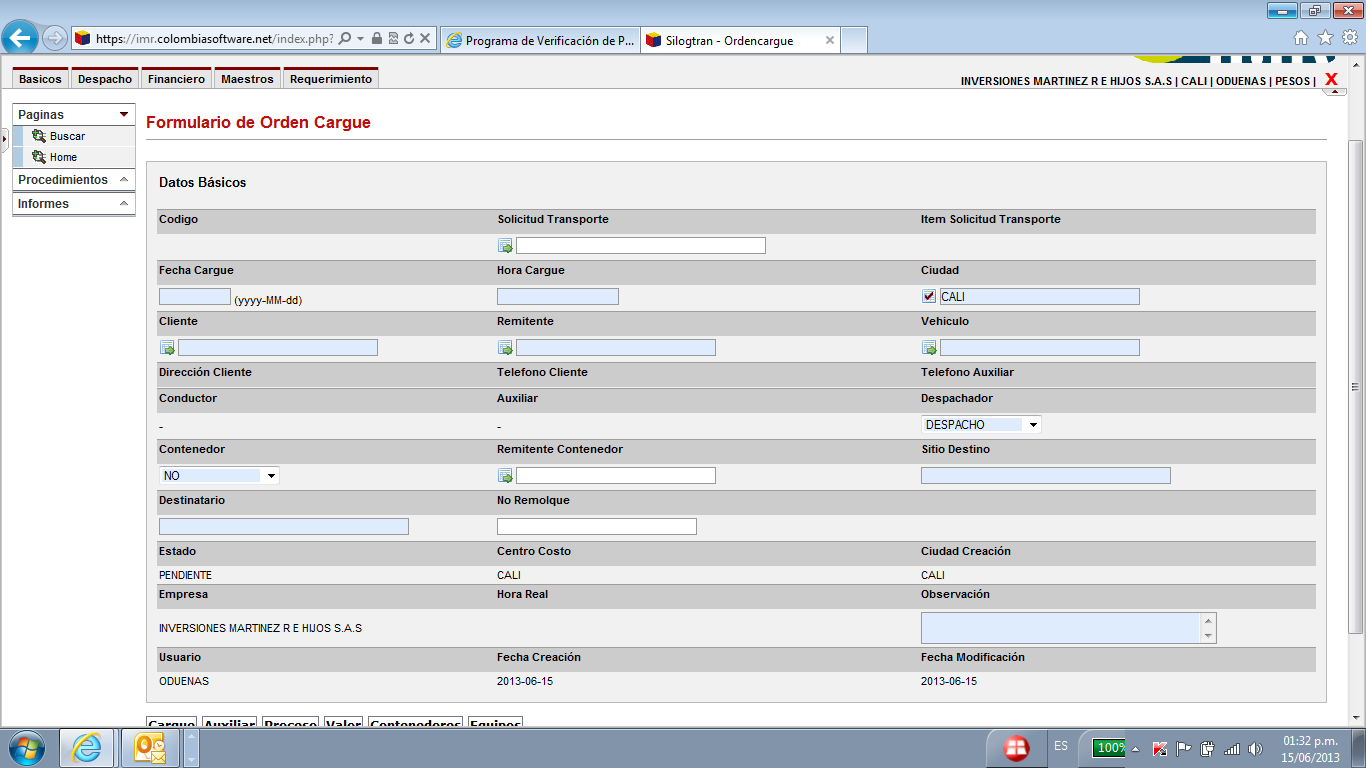 https://imr.colombiasoftware.net/index.php?
Programa de Verificación de P...
Silogtran - Ordencargue
Basicos Despacho Financiero Maestros Requerimiento
INVERSIONES MARTINEZ R E HIJOS S.A.S | CALI | ODUENAS | PESOS | X
Paginas
Buscar
Home
Procedimientos
Informes
Formulario de Orden Cargue
Datos Básicos
Codigo Solicitud Transporte Item Solicitud Transporte
Fecha Cargue Hora Cargue Ciudad
(yyyy-MM-dd) CALI
Cliente Remitente Vehiculo
Dirección Cliente Telefono Cliente Telefono Auxiliar
Conductor Auxiliar Despachador
- - DESPACHO
Contenedor Remitente Contenedor Sitio Destino
NO
Destinatario No Remolque
Estado Centro Costo Ciudad Creación
PENDIENTE CALI CALI
Empresa Hora Real Observación
INVERSIONES MARTINEZ R E HIJOS S.A.S
Usuario Fecha Creación Fecha Modificación
ODUENAS 2013-06-15 2013-06-15
Cargue Auxiliar Proceso Valor Contenedores Equipos
ES 100% 01:32 p.m.
15/06/2013